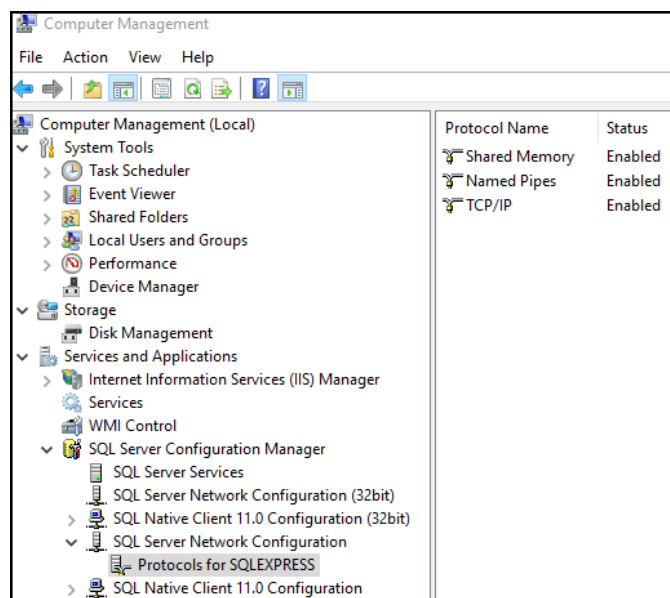 Computer Management
File Action View Help
Computer Management (Local)
System Tools
Task Scheduler
Event Viewer
Shared Folders
Local Users and Groups
Performance
Device Manager
Storage
Disk Management
Services and Applications
Internet Information Services (IIS) Manager
Services
WMI Control
SQL Server Configuration Manager
SQL Server Services
SQL Server Network Configuration (32bit)
SQL Native Client 11.0 Configuration (32bit)
SQL Server Network Configuration
Protocols for SQLEXPRESS
SQL Native Client 11.0 Configuration
Protocol Name Status
Shared Memory Enabled
Named Pipes Enabled
TCP/IP Enabled